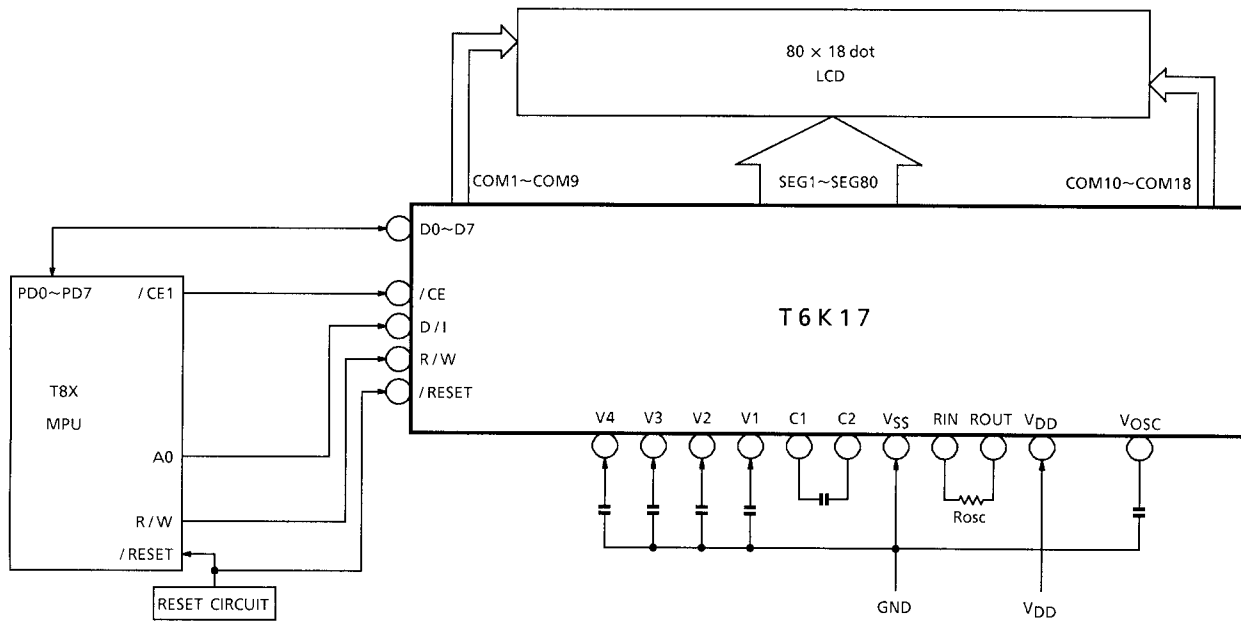 80 × 18 dot
LCD
COM1~COM9
SEG1~SEG80
COM10~COM18
D0~D7
PD0~PD7
/CE1
/CE
D/I
T6K17
R/W
/RESET
T8X
MPU
V4
V3
V2
V1
C1
C2
VSS
RIN
ROUT
VDD
VOSC
A0
Rosc
R/W
/RESET
RESET CIRCUIT
GND
VDD